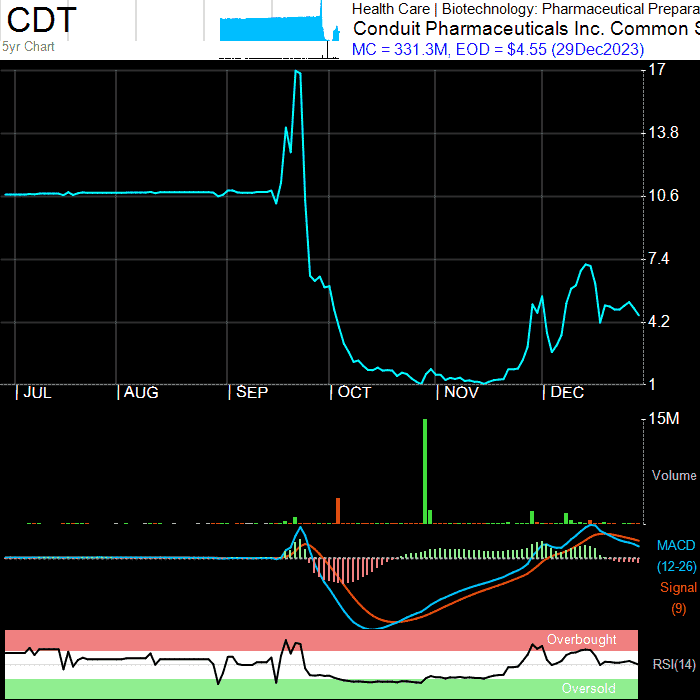 CDT
5yr Chart
Health Care | Biotechnology: Pharmaceutical Prepara
Conduit Pharmaceuticals Inc. Common S
MC = 331.3M, EOD = $4.55 (29Dec2023)
17
13.8
10.6
7.4
4.2
1
JUL AUG SEP OCT NOV DEC
15M
Volume
MACD
(12-26)
Signal
(9)
Overbought
RSI(14)
Oversold